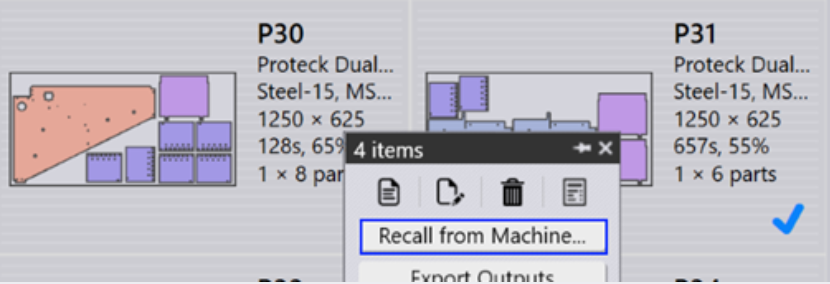 P30
Proteck Dual...
Steel-15, MS...
1250 × 625
128s, 65%
1 × 8 par
P31
Proteck Dual...
Steel-15, MS...
1250 × 625
657s, 55%
1 × 6 parts
4 items
Recall from Machine...
Export Outputs